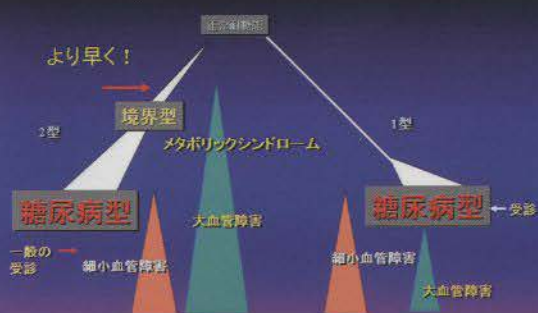 より早く!
境界型
2型
1型
メタボリックシンドローム
糖尿病型
糖尿病型
受診
大血管障害
一般の
受診
細小血管障害
細小血管障害
大血管障害